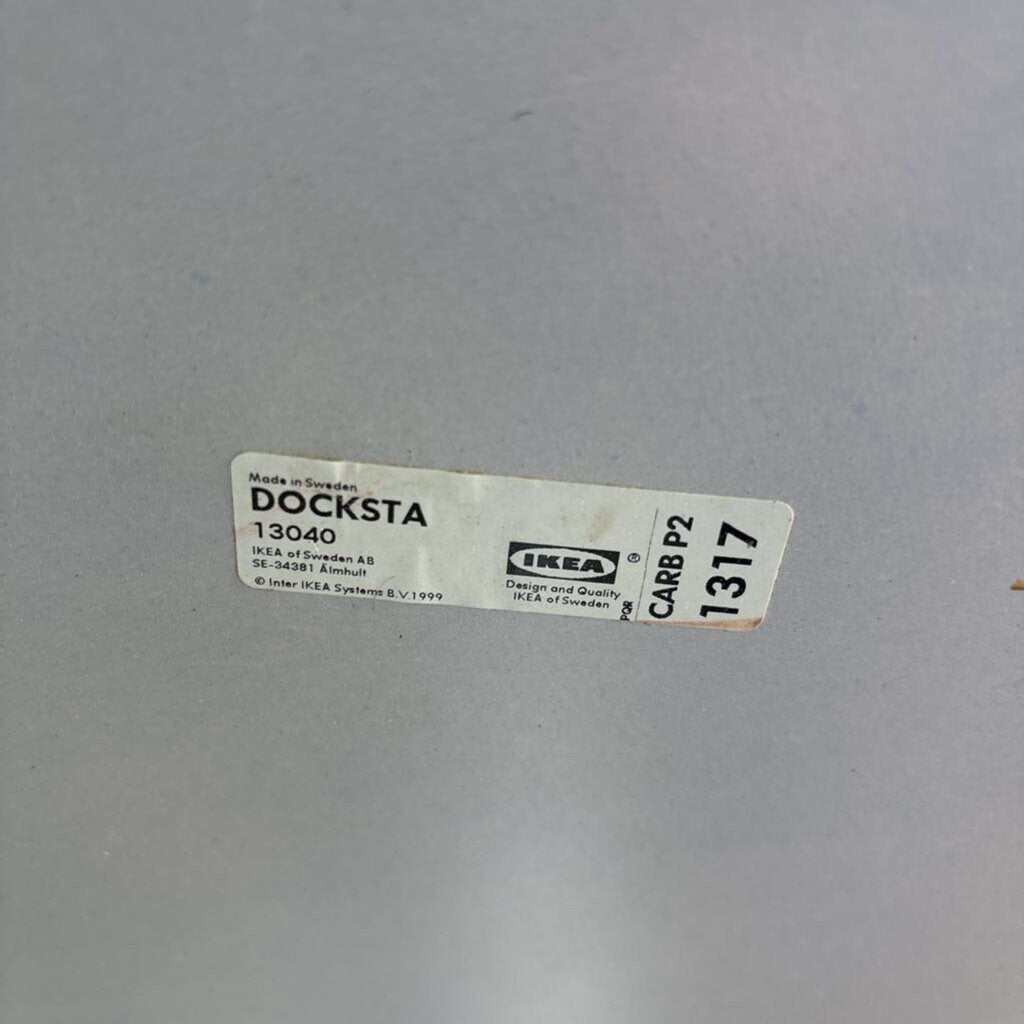 Made in Sweden
DOCKSTA
13040
IKEA of Sweden AB
SE-34381 Älmhult
© Inter IKEA Systems B.V.1999
IKEA ®
Design and Quality
IKEA of Sweden
PQR
CARB P2
1317